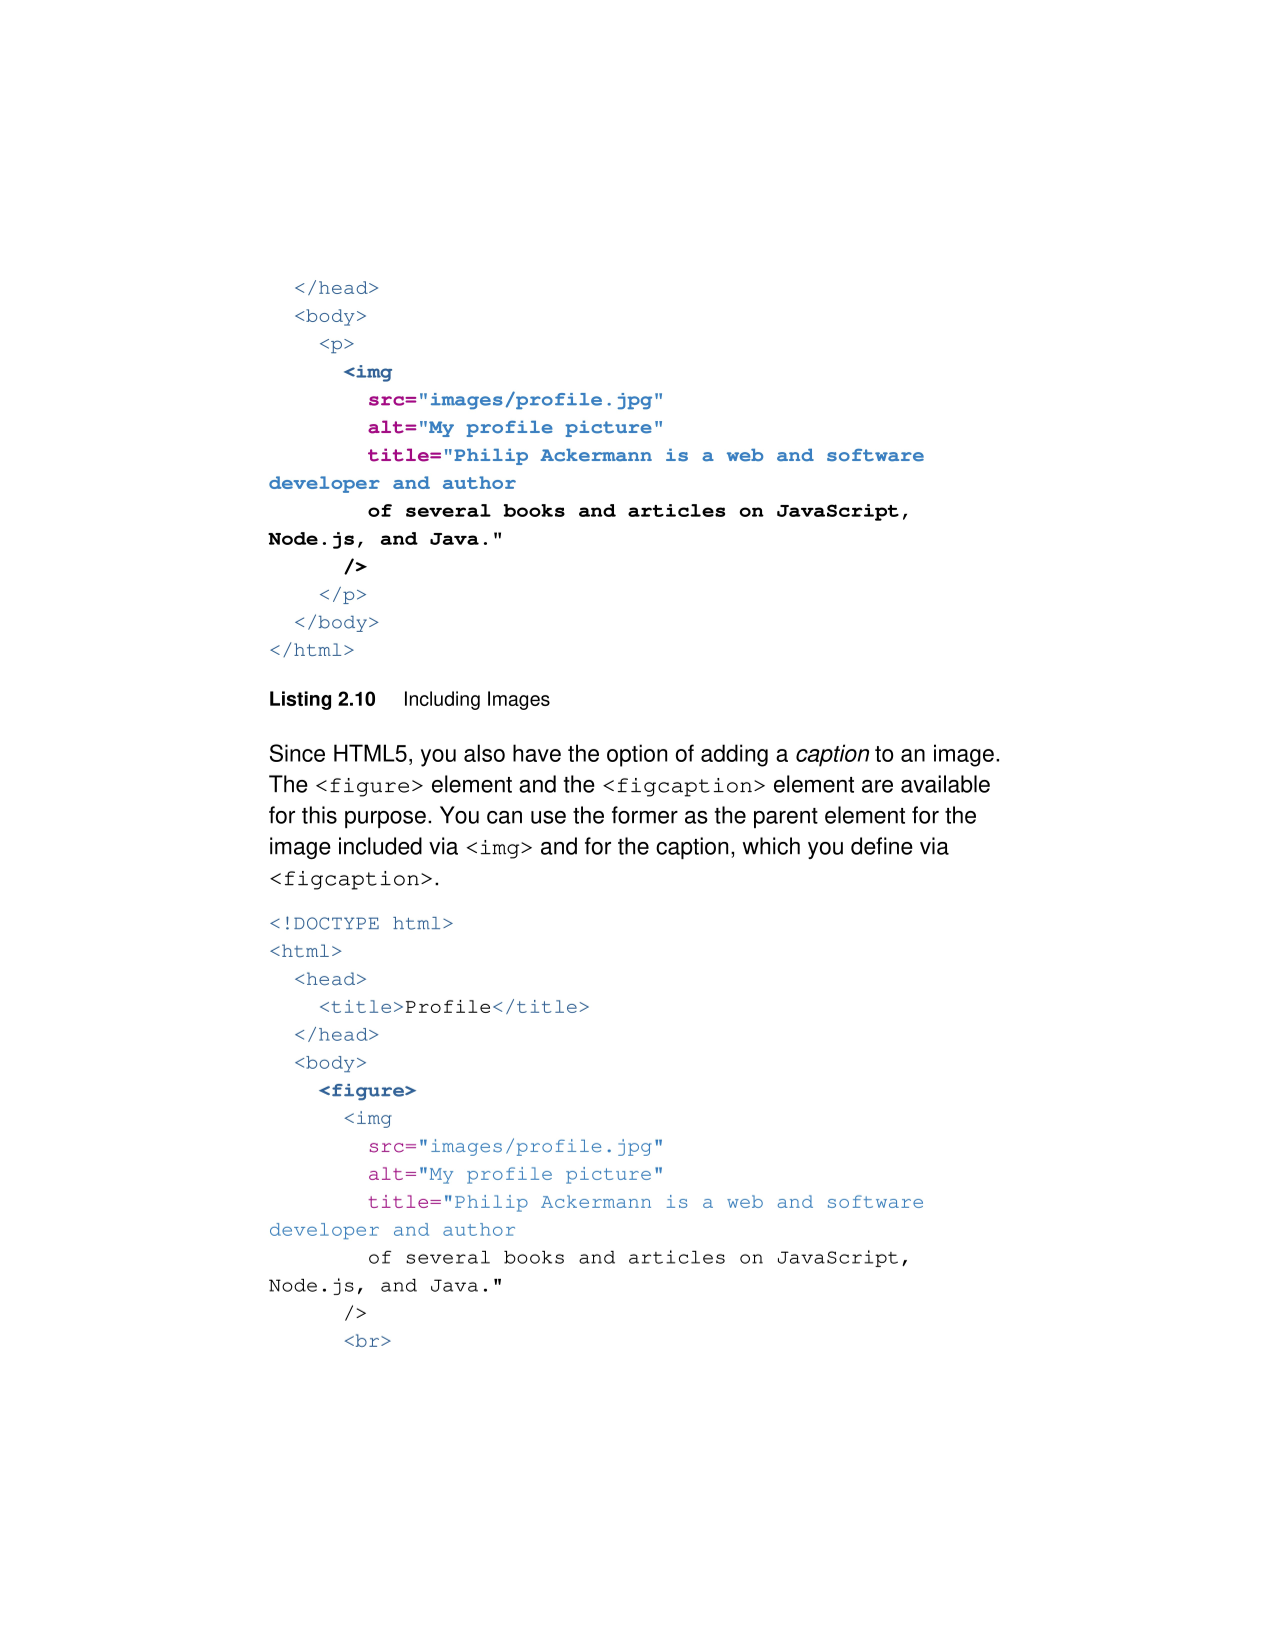 </head>
  <body>
    <p>
      <img
        src="images/profile.jpg"
        alt="My profile picture"
        title="Philip Ackermann is a web and software
developer and author
        of several books and articles on JavaScript,
Node.js, and Java."
      />
    </p>
  </body>
</html>
Listing 2.10 Including Images
Since HTML5, you also have the option of adding a caption to an image.
The <figure> element and the <figcaption> element are available
for this purpose. You can use the former as the parent element for the
image included via <img> and for the caption, which you define via
<figcaption>.
<!DOCTYPE html>
<html>
  <head>
    <title>Profile</title>
  </head>
  <body>
    <figure>
      <img
        src="images/profile.jpg"
        alt="My profile picture"
        title="Philip Ackermann is a web and software
developer and author
        of several books and articles on JavaScript,
Node.js, and Java."
      />
      <br>